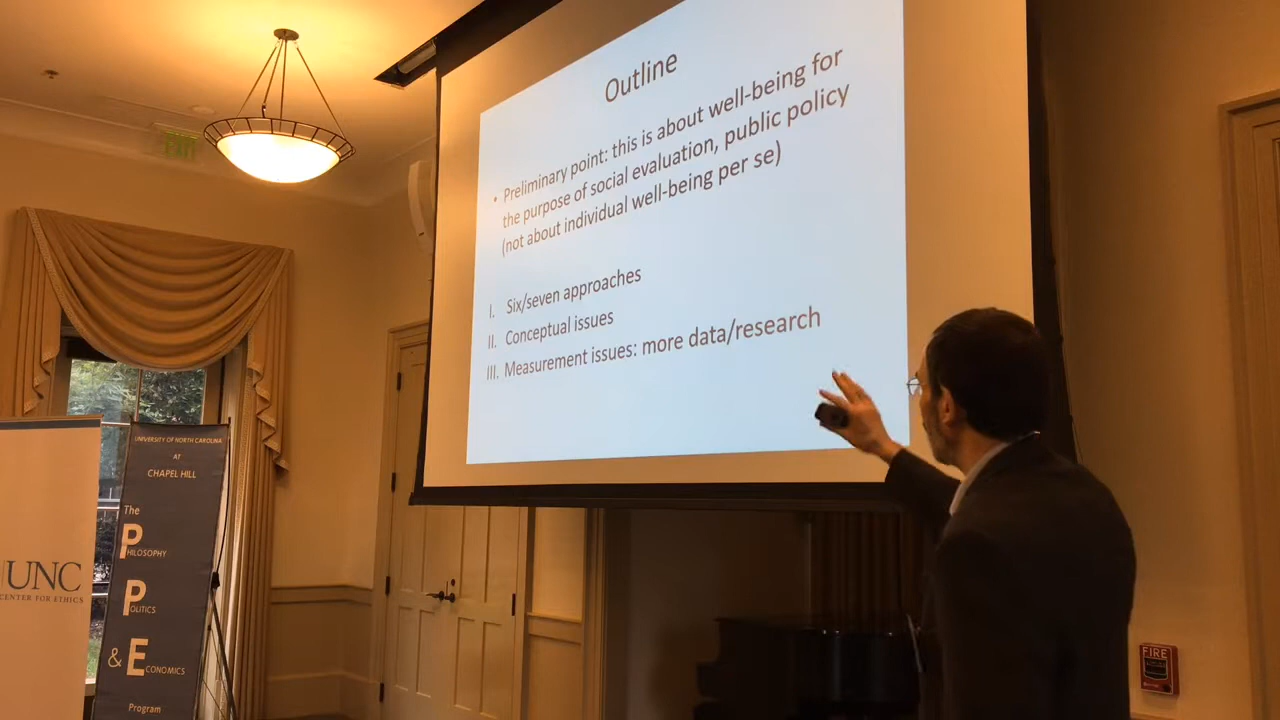 EXIT
Outline
• Preliminary point: this is about well-being for
the purpose of social evaluation, public policy
(not about individual well-being per se)
I. Six/seven approaches
II. Conceptual issues
III. Measurement issues: more data/research
UNC
CENTER FOR ETHICS
UNIVERSITY OF NORTH CAROLINA
AT
CHAPEL HILL
The
PHILOSOPHY
POLITICS
& ECONOMICS
Program
FIRE